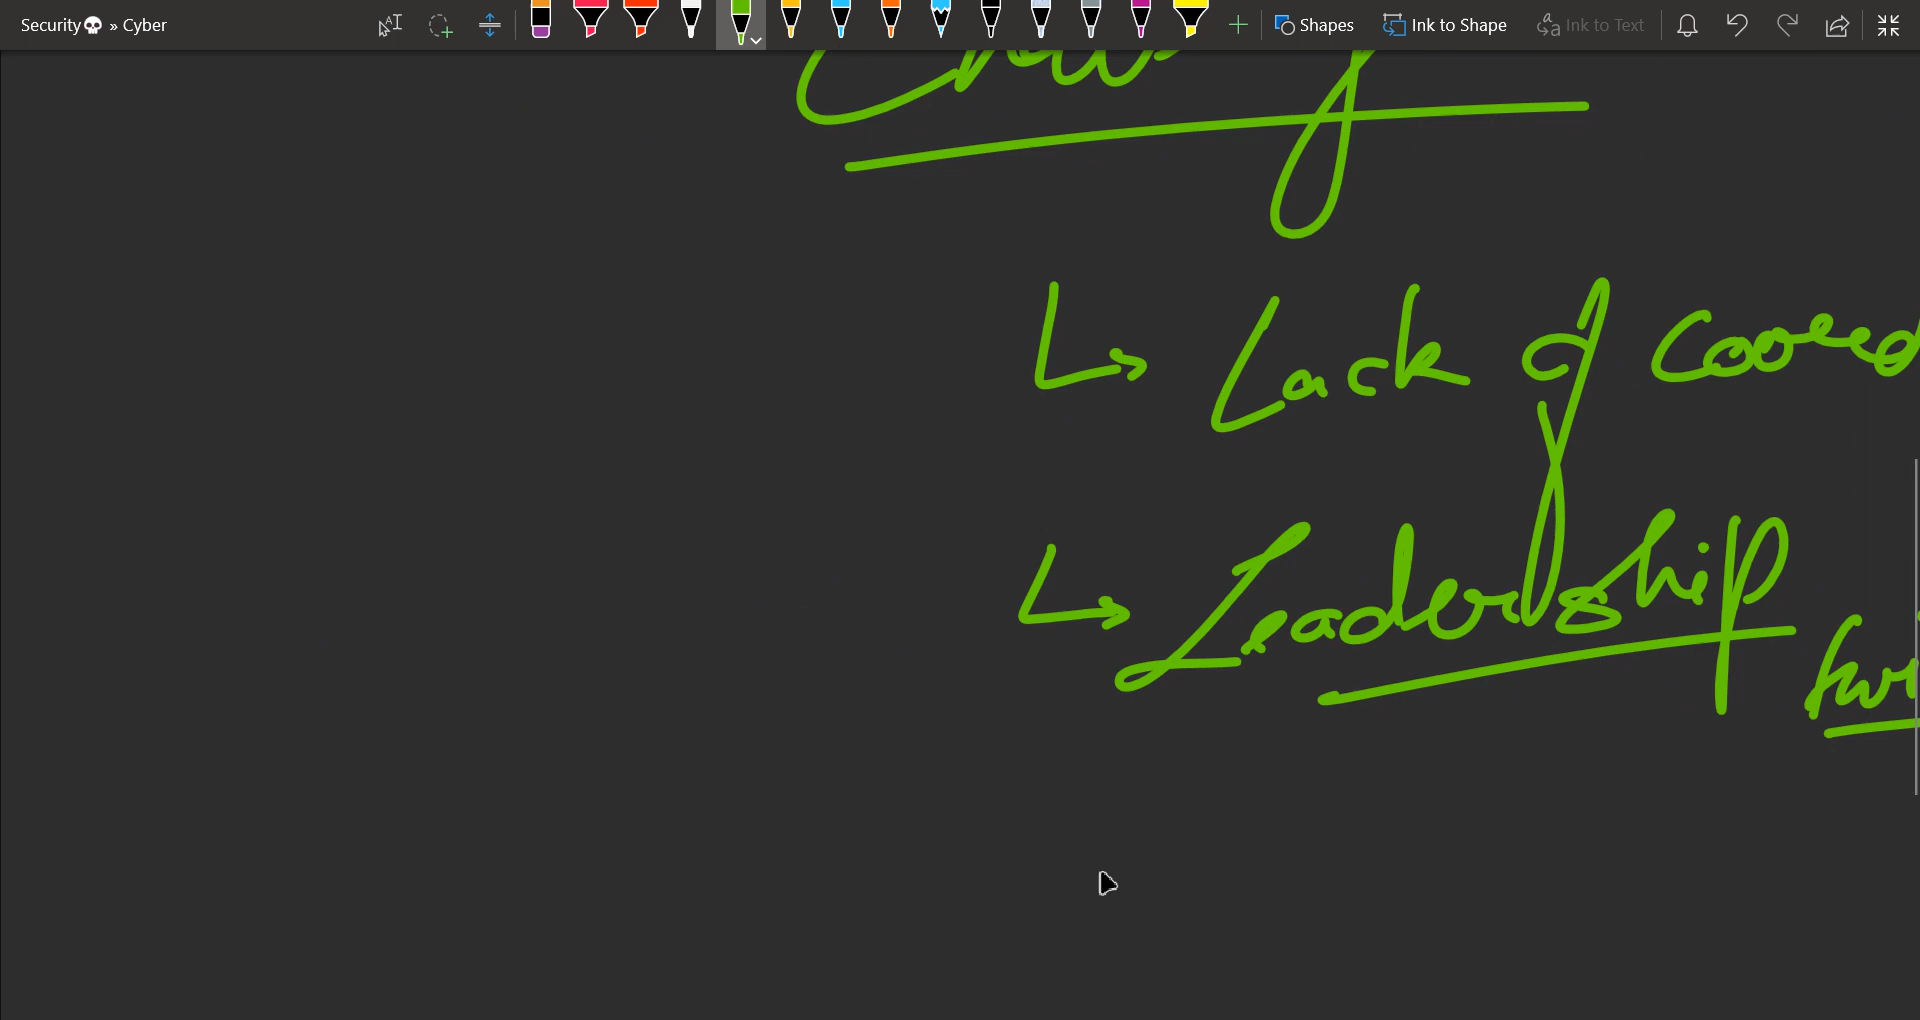 Security💀 » Cyber
Shapes
Ink to Shape
Ink to Text
Lack of
Leadership